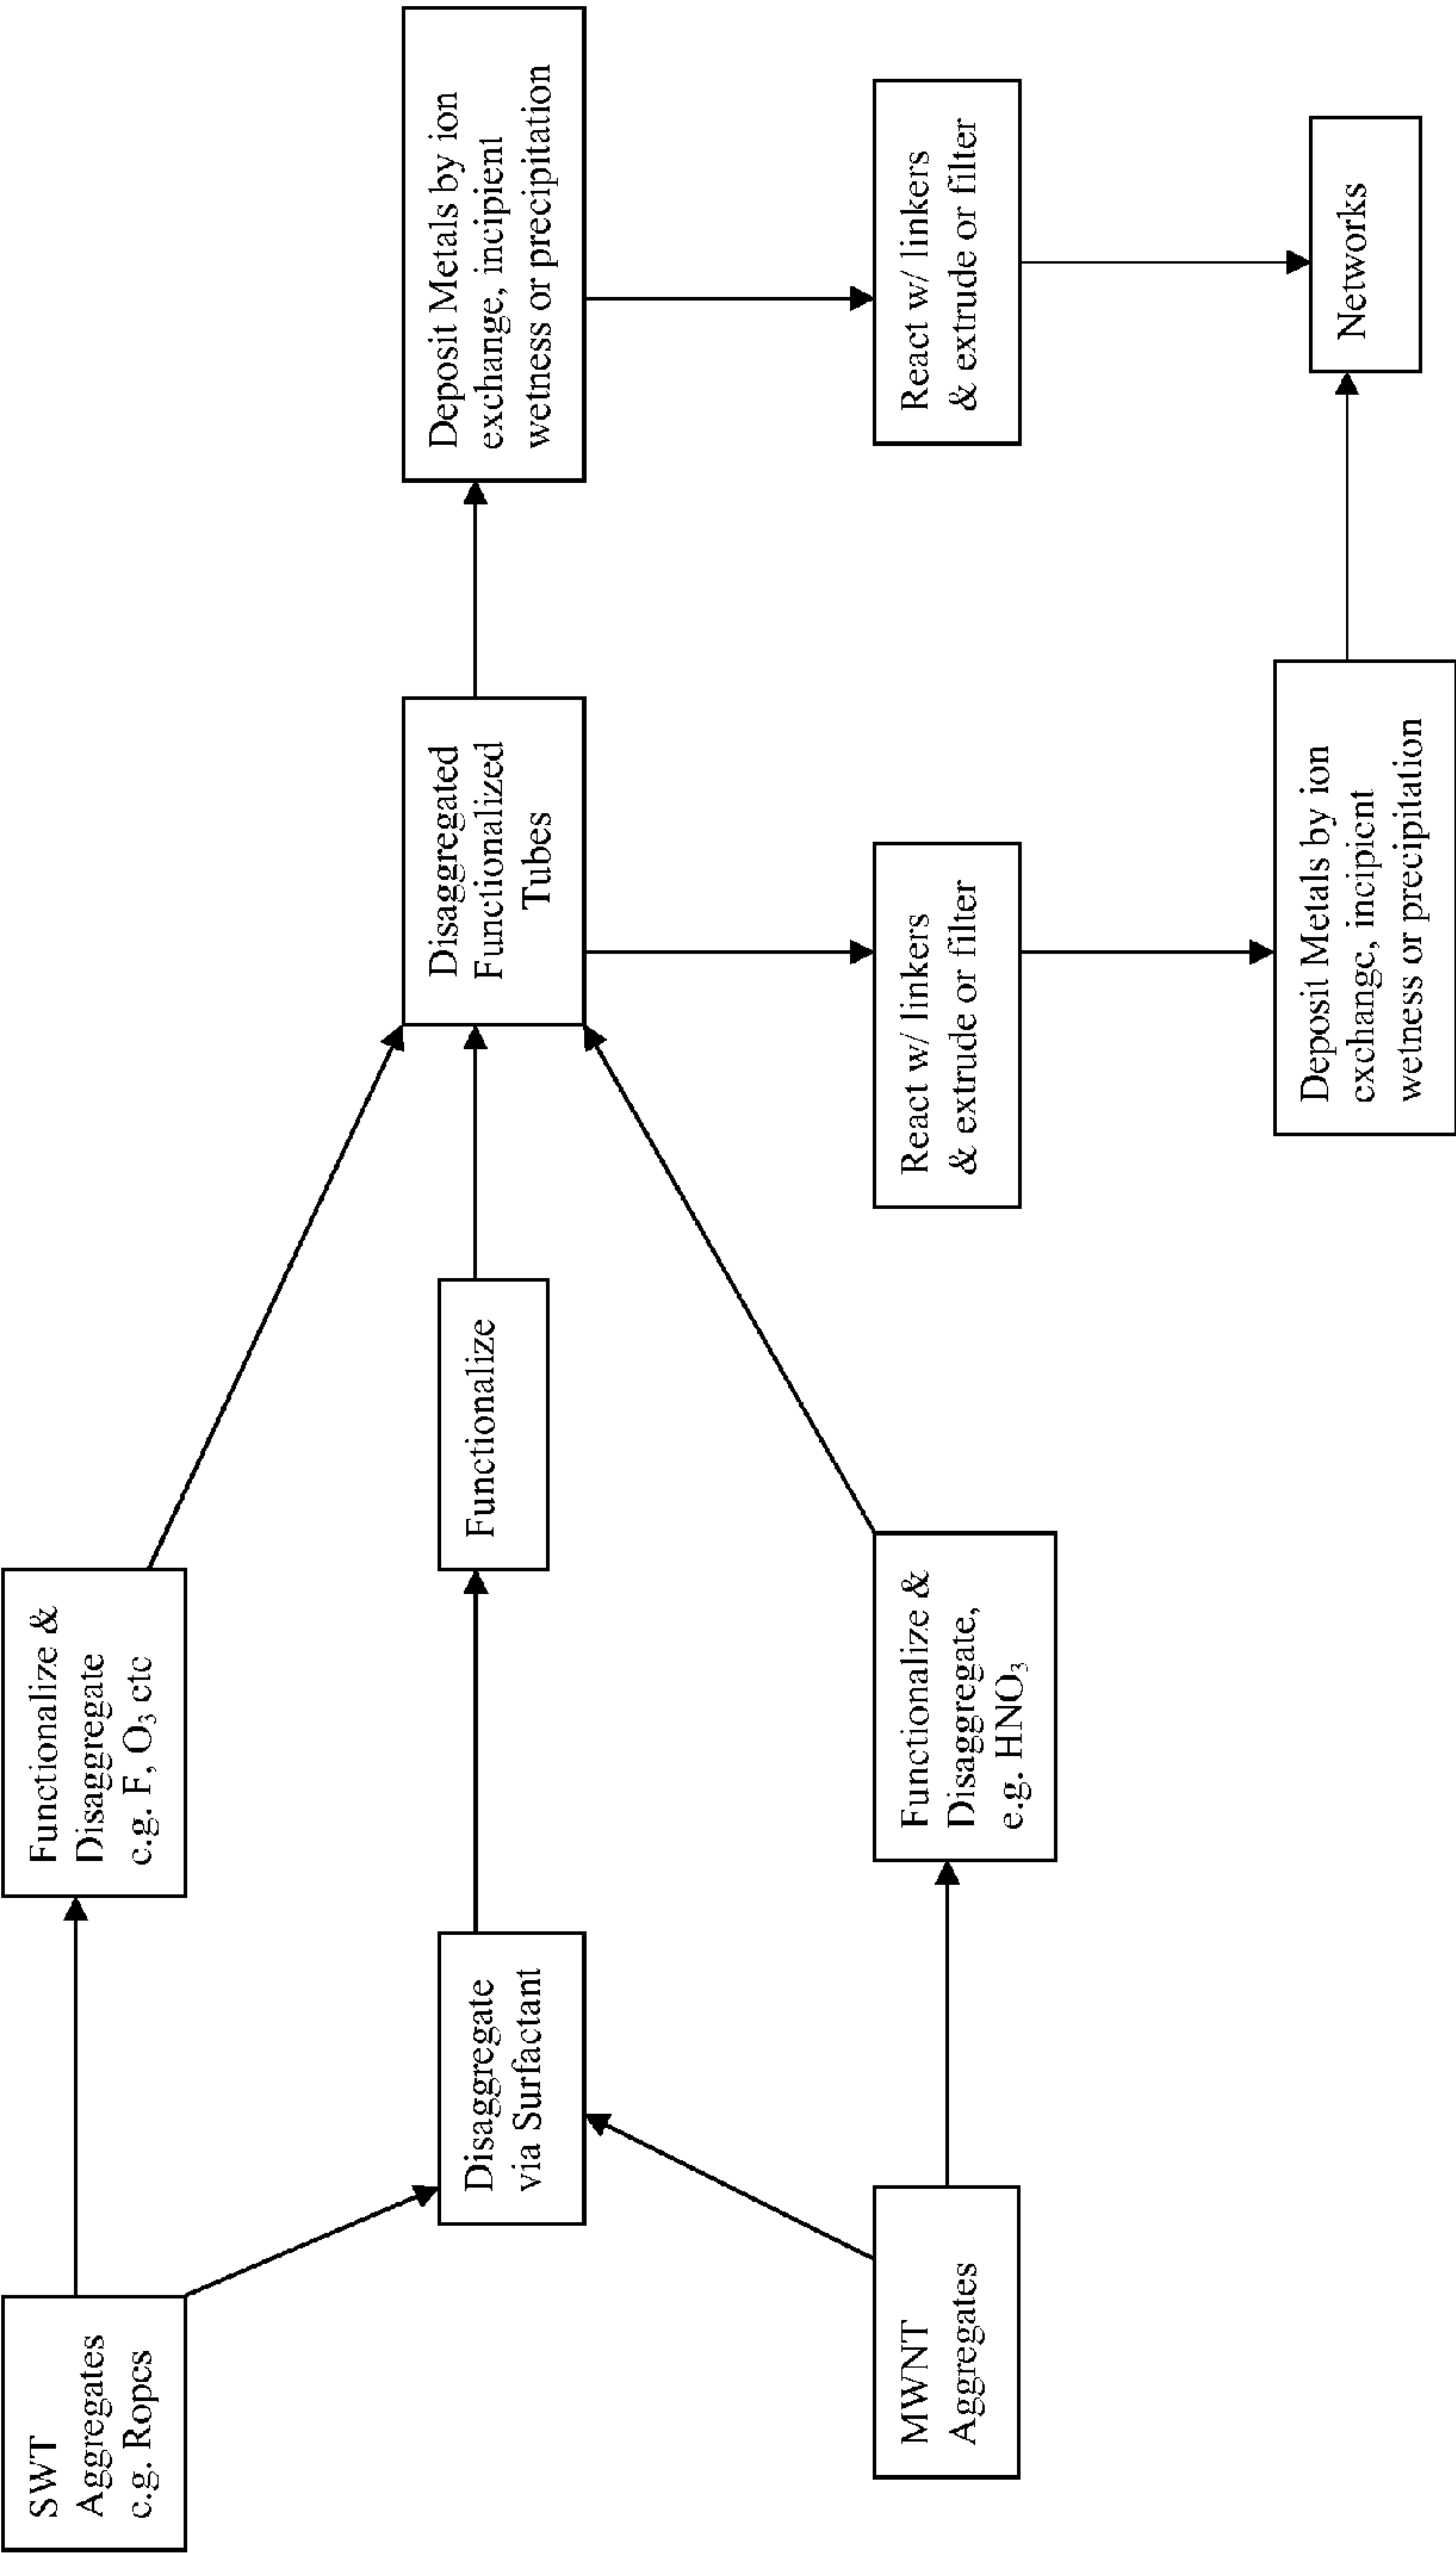 SWT
Aggregates
e.g. Ropes
Functionalize &
Disaggregate
e.g. F, O₃ etc
Disaggregate
via Surfactant
Functionalize
Disaggregated
Functionalized
Tubes
Deposit Metals by ion
exchange, incipient
wetness or precipitation
MWNT
Aggregates
Functionalize &
Disaggregate,
e.g. HNO₃
React w/ linkers
& extrude or filter
React w/ linkers
& extrude or filter
Deposit Metals by ion
exchange, incipient
wetness or precipitation
Networks